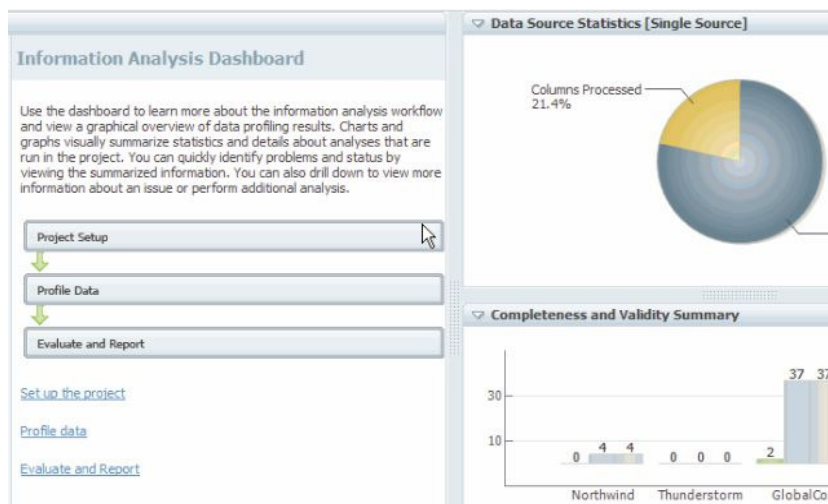 Information Analysis Dashboard
Use the dashboard to learn more about the information analysis workflow
and view a graphical overview of data profiling results. Charts and
graphs visually summarize statistics and details about analyses that are
run in the project. You can quickly identify problems and status by
viewing the summarized information. You can also drill down to view more
information about an issue or perform additional analysis.
Project Setup
Profile Data
Evaluate and Report
Set up the project
Profile data
Evaluate and Report
Data Source Statistics [Single Source]
Columns Processed
21.4%
Completeness and Validity Summary
30
10
0 4 4 0 0 0 2 37 37
Northwind Thunderstorm GlobalCo